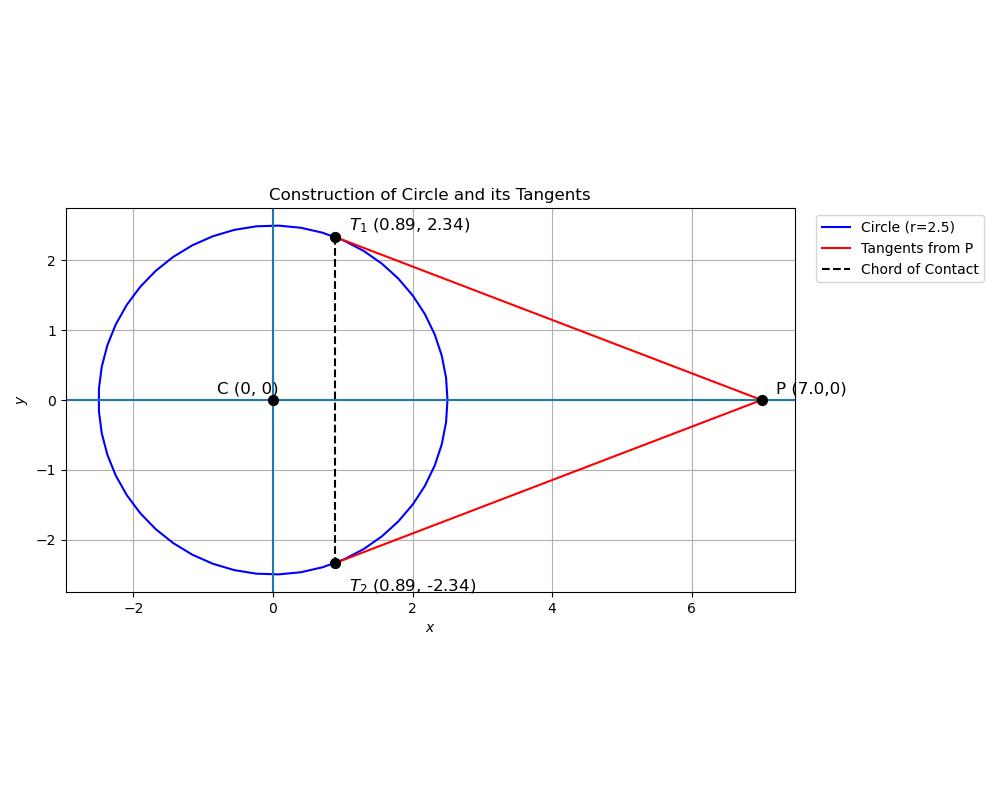 Construction of Circle and its Tangents
T₁ (0.89, 2.34)
C (0, 0)
P (7.0,0)
T₂ (0.89, -2.34)
2
1
0
−1
−2
y
−2
0
2
4
6
x
Circle (r=2.5)
Tangents from P
Chord of Contact